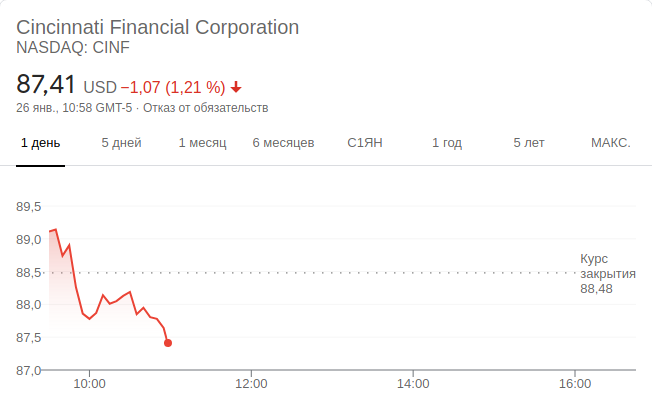 Cincinnati Financial Corporation
NASDAQ: CINF
87,41 USD −1,07 (1,21 %)
26 янв., 10:58 GMT-5 · Отказ от обязательств
1 день 5 дней 1 месяц 6 месяцев С1ЯН 1 год 5 лет МАКС.
89,5
89,0
88,5
88,0
87,5
87,0
Курс
закрытия
88,48
10:00 12:00 14:00 16:00